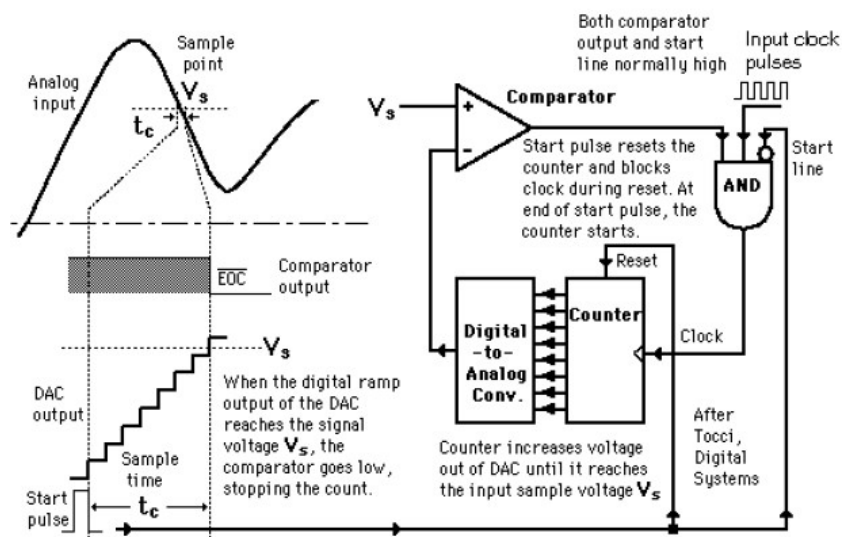 Analog
input
Sample
point
Vs
tc
EOC
Comparator
output
Vs
DAC
output
When the digital ramp
output of the DAC
reaches the signal
voltage Vs, the
comparator goes low,
stopping the count.
Sample
time
Start
pulse
tc
Both comparator
output and start
line normally high
Input clock
pulses
Vs
+
-
Comparator
Start pulse resets the
counter and blocks
clock during reset. At
end of start pulse, the
counter starts.
AND
Start
line
Reset
Digital
-to-
Analog
Conv.
Counter
Clock
Counter increases voltage
out of DAC until it reaches
the input sample voltage Vs
After
Tocci,
Digital
Systems